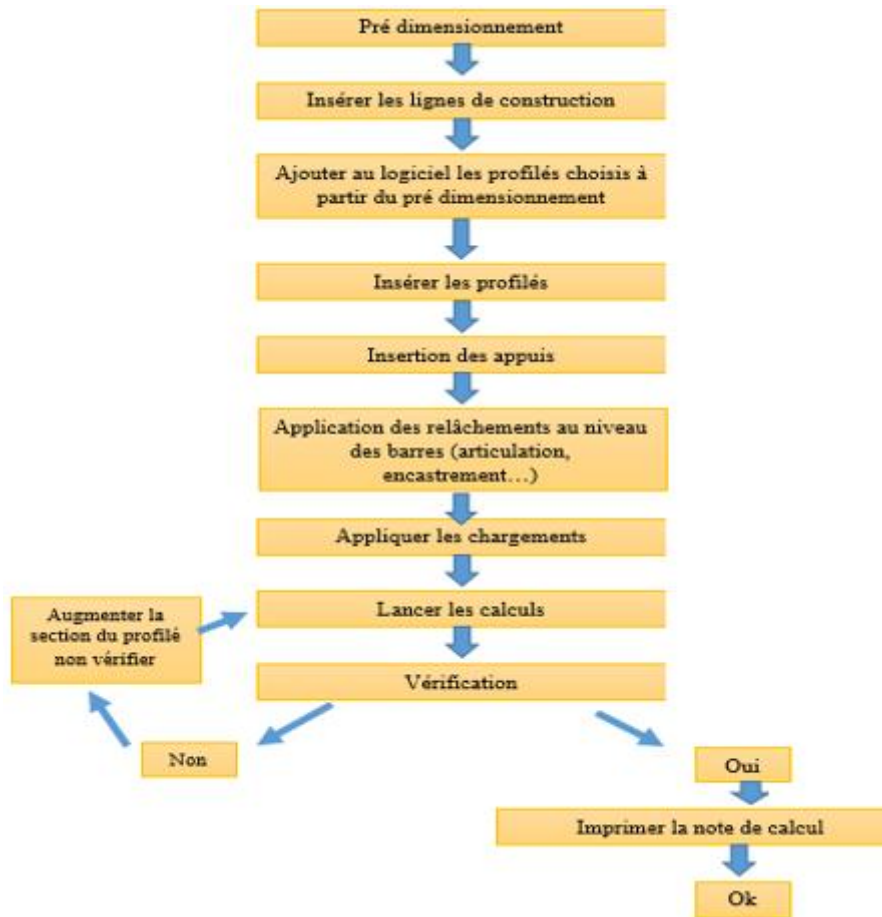 Pré dimensionnement
Insérer les lignes de construction
Ajouter au logiciel les profilés choisis à
partir du pré dimensionnement
Insérer les profilés
Insertion des appuis
Application des relâchements au niveau
des barres (articulation,
encastrement…)
Appliquer les chargements
Lancer les calculs
Augmenter la
section du profilé
non vérifier
Vérification
Non
Oui
Imprimer la note de calcul
Ok